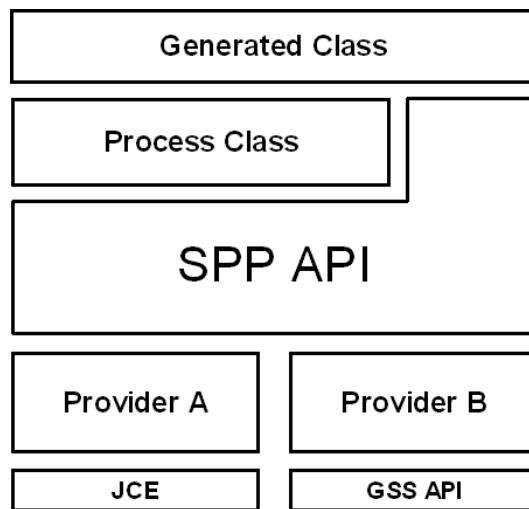 Generated Class
Process Class
SPP API
Provider A
Provider B
JCE
GSS API